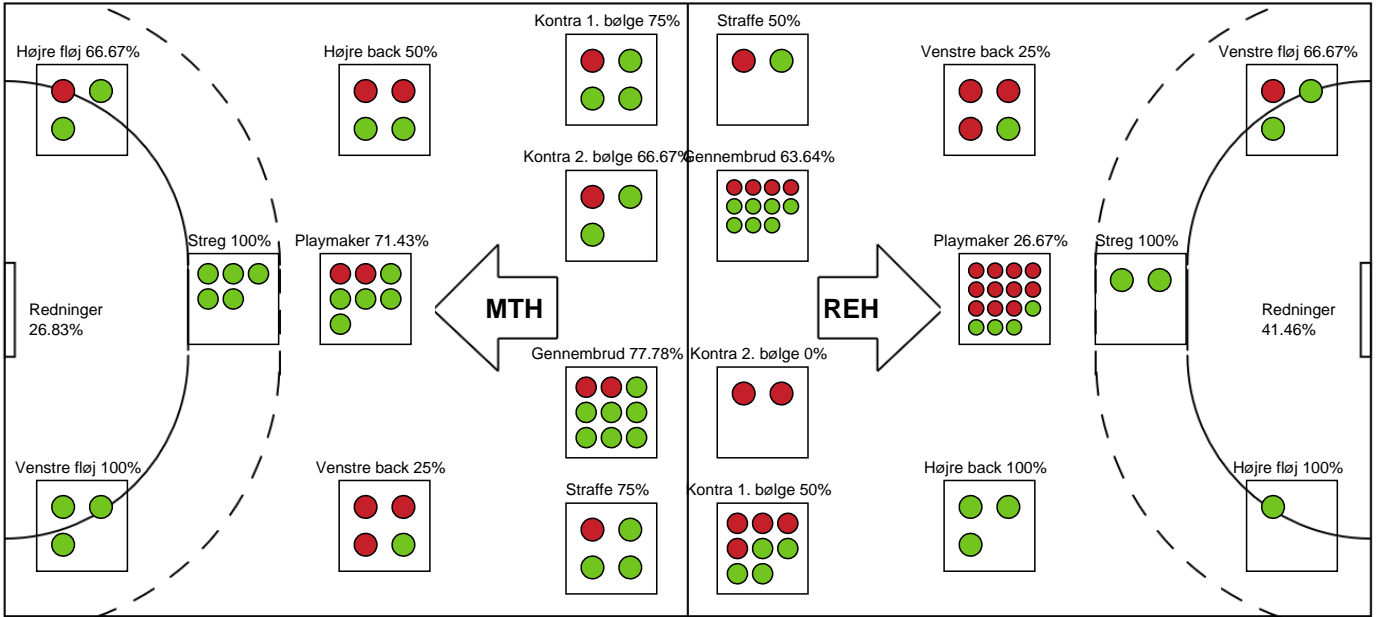 Kontra 1. bølge 75%
Straffe 50%
Højre fløj 66.67%
Højre back 50%
Venstre back 25%
Venstre fløj 66.67%
Kontra 2. bølge 66.67%
Gennembrud 63.64%
Streg 100%
Playmaker 71.43%
Playmaker 26.67%
Streg 100%
MTH
REH
Redninger
26.83%
Redninger
41.46%
Gennembrud 77.78%
Kontra 2. bølge 0%
Venstre fløj 100%
Venstre back 25%
Højre back 100%
Højre fløj 100%
Straffe 75%
Kontra 1. bølge 50%